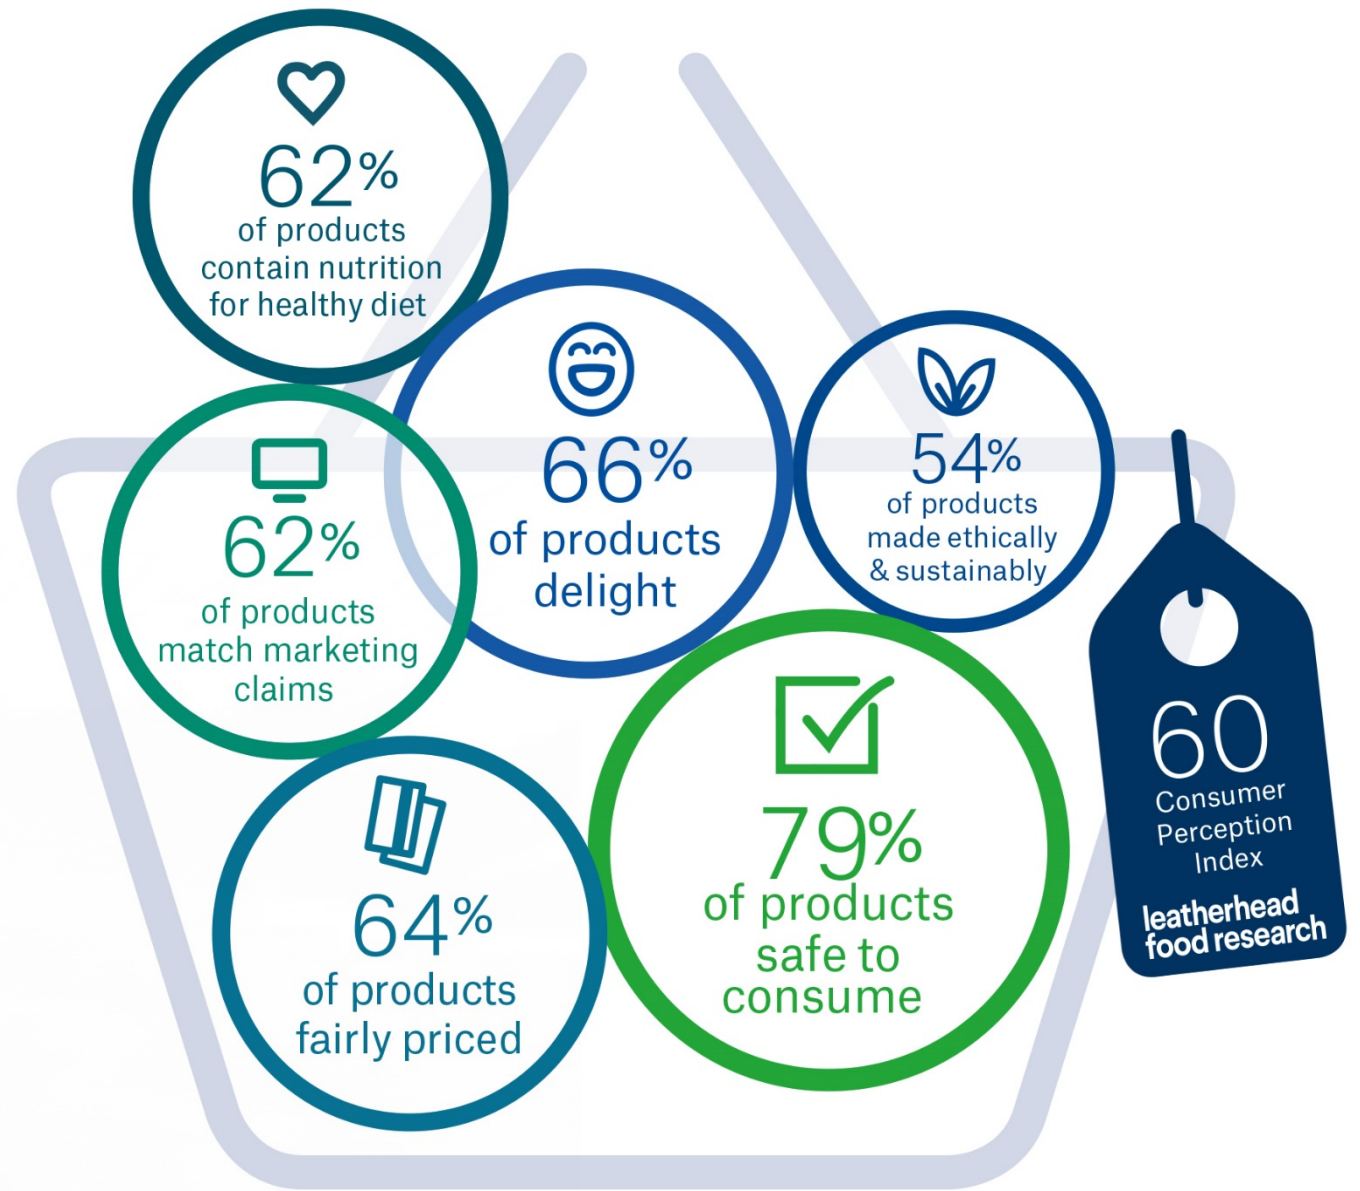 62%
of products
contain nutrition
for healthy diet
66%
of products
delight
54%
of products
made ethically
& sustainably
62%
of products
match marketing
claims
64%
of products
fairly priced
79%
of products
safe to
consume
60
Consumer
Perception
Index
leatherhead
food research